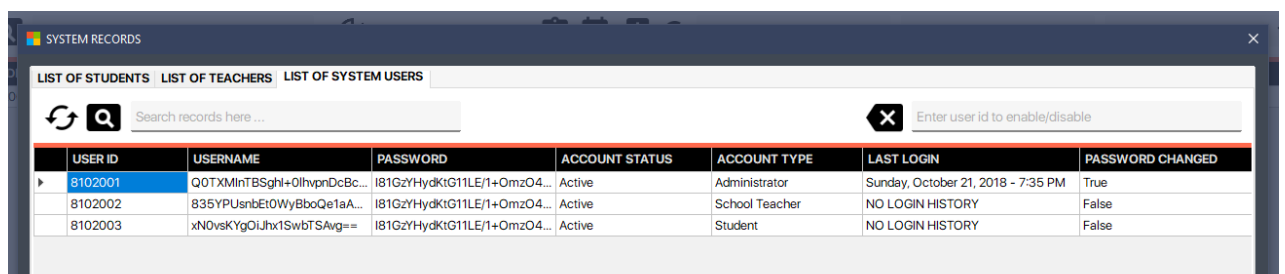 SYSTEM RECORDS
LIST OF STUDENTS LIST OF TEACHERS LIST OF SYSTEM USERS
Search records here ... Enter user id to enable/disable
USER ID USERNAME PASSWORD ACCOUNT STATUS ACCOUNT TYPE LAST LOGIN PASSWORD CHANGED
8102001 Q0TXMInTBSghI+0lhvpnDcBc... I81GzYHydKtG11LE/1+OmzO4... Active Administrator Sunday, October 21, 2018 - 7:35 PM True
8102002 835YPUsnbEt0WyBboQe1aA... I81GzYHydKtG11LE/1+OmzO4... Active School Teacher NO LOGIN HISTORY False
8102003 xN0vsKYgOiJhx1SwbTSAvg== I81GzYHydKtG11LE/1+OmzO4... Active Student NO LOGIN HISTORY False